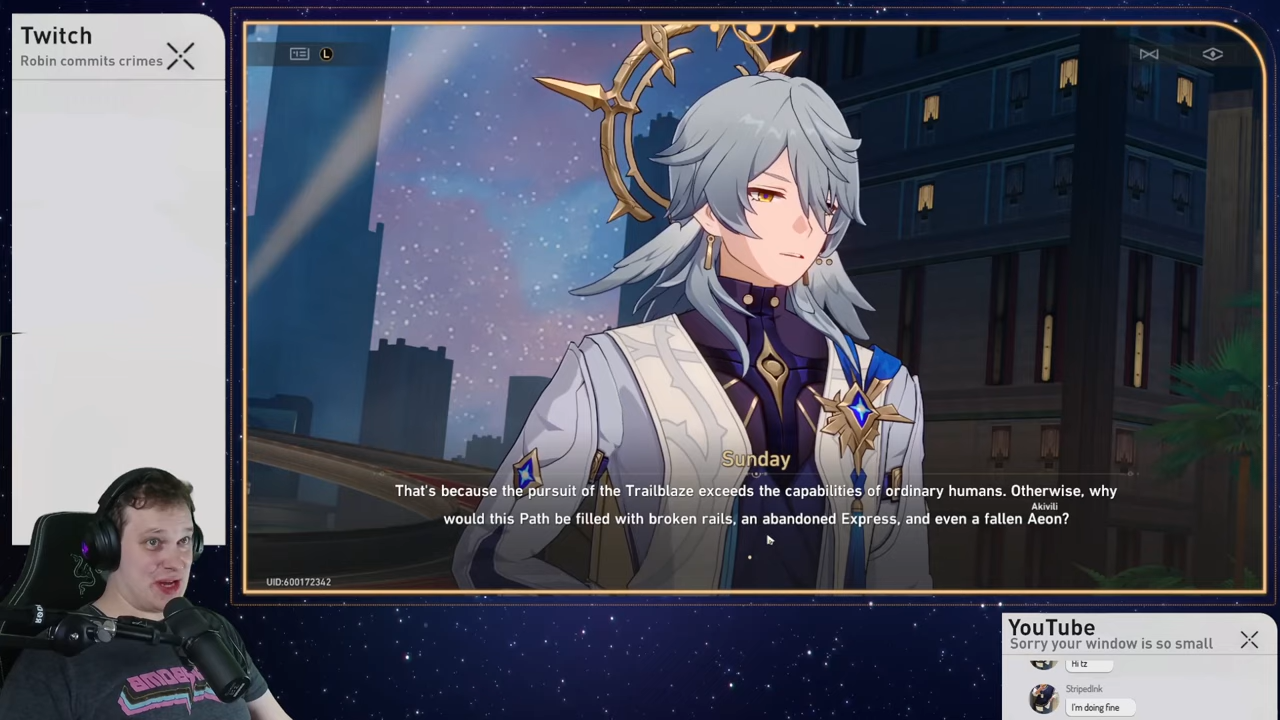 Twitch
Robin commits crimes
L
Sunday
That's because the pursuit of the Trailblaze exceeds the capabilities of ordinary humans. Otherwise, why
Akivili
would this Path be filled with broken rails, an abandoned Express, and even a fallen Aeon?
UID:600172342
YouTube
Sorry your window is so small
Hi tz
StripedInk
I'm doing fine